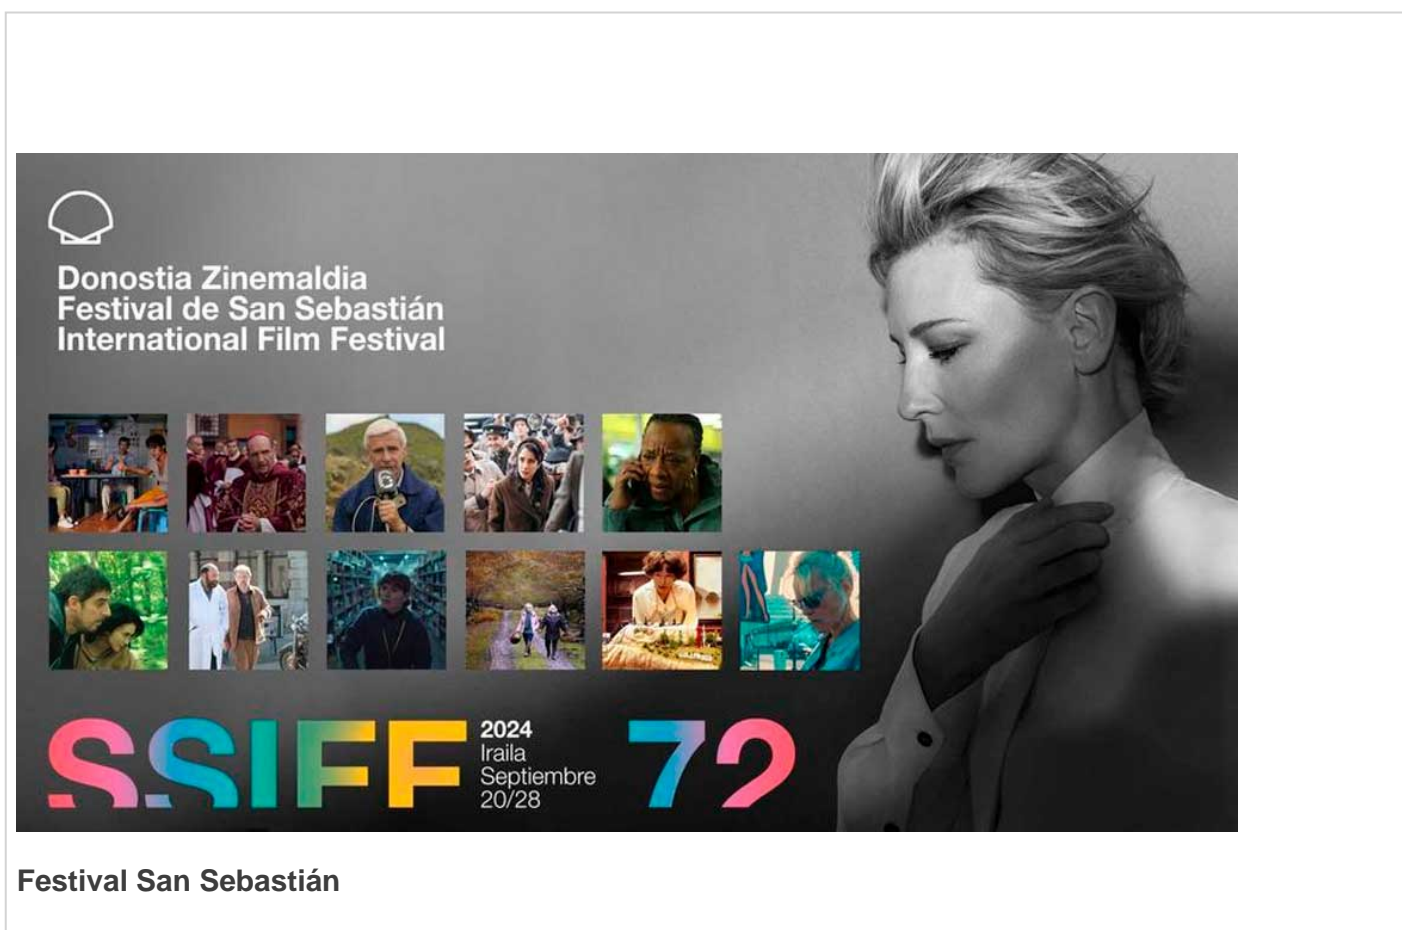 Donostia Zinemaldia
Festival de San Sebastián
International Film Festival
SSIFF
2024
Iraila
Septiembre
20/28
72
Festival San Sebastián